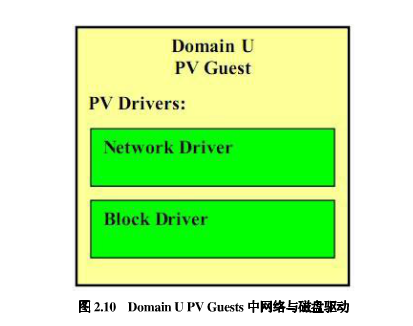 Domain U
PV Guest
PV Drivers:
Network Driver
Block Driver
图 2.10 Domain U PV Guests 中网络与磁盘驱动